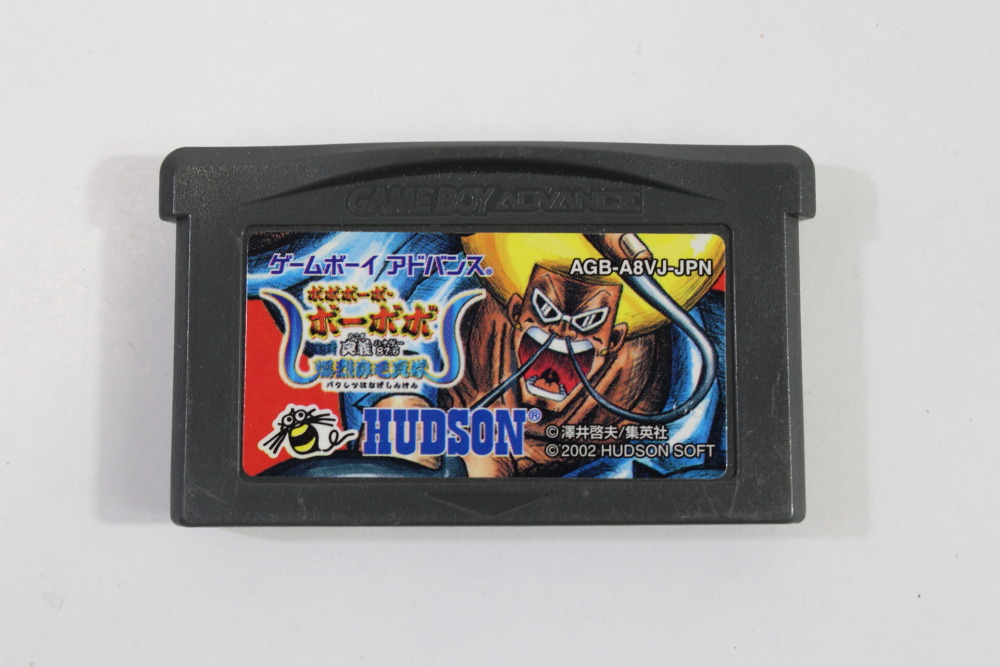 GAME BOY ADVANCE
ゲームボーイアドバンス®
AGB-A8VJ-JPN
ボボボーボ・
ボーボボ
奥義 87.5
爆烈鼻毛真拳
バクレツはなげしんけん
HUDSON®
©澤井啓夫/集英社
©2002 HUDSON SOFT